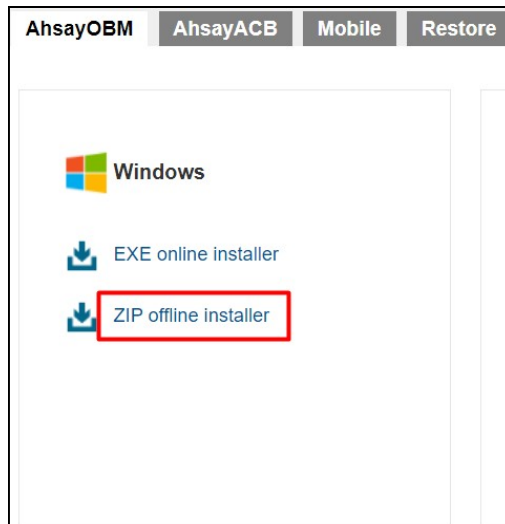 AhsayOBM AhsayACB Mobile Restore
Windows
EXE online installer
ZIP offline installer